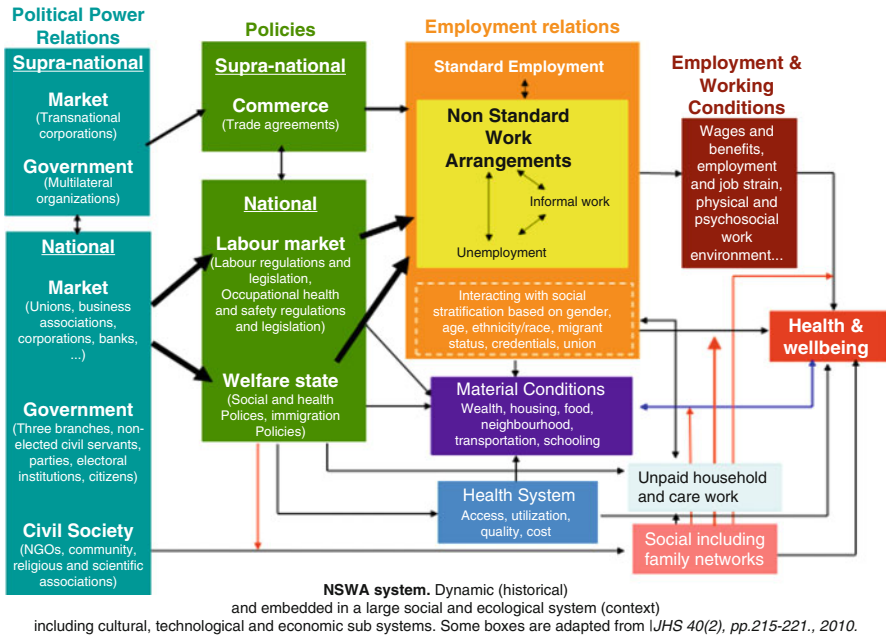 Political Power
Relations
Supra-national
Market
(Transnational
corporations)
Government
(Multilateral
organizations)
National
Market
(Unions, business
associations,
corporations, banks,
...)
Government
(Three branches, non-
elected civil servants,
parties, electoral
institutions, citizens)
Civil Society
(NGOs, community,
religious and scientific
associations)
Policies
Supra-national
Commerce
(Trade agreements)
National
Labour market
(Labour regulations and
legislation,
Occupational health
and safety regulations
and legislation)
Welfare state
(Social and health
Polices, immigration
Policies)
Employment relations
Standard Employment
Non Standard
Work
Arrangements
Informal work
Unemployment
Interacting with social
stratification based on gender,
age, ethnicity/race, migrant
status, credentials, union
Material Conditions
Wealth, housing, food,
neighbourhood,
transportation, schooling
Health System
Access, utilization,
quality, cost
Employment &
Working
Conditions
Wages and
benefits,
employment
and job strain,
physical and
psychosocial
work
environment...
Health &
wellbeing
Unpaid household
and care work
Social including
family networks
NSWA system. Dynamic (historical)
and embedded in a large social and ecological system (context)
including cultural, technological and economic sub systems. Some boxes are adapted from IJHS 40(2), pp.215-221., 2010.